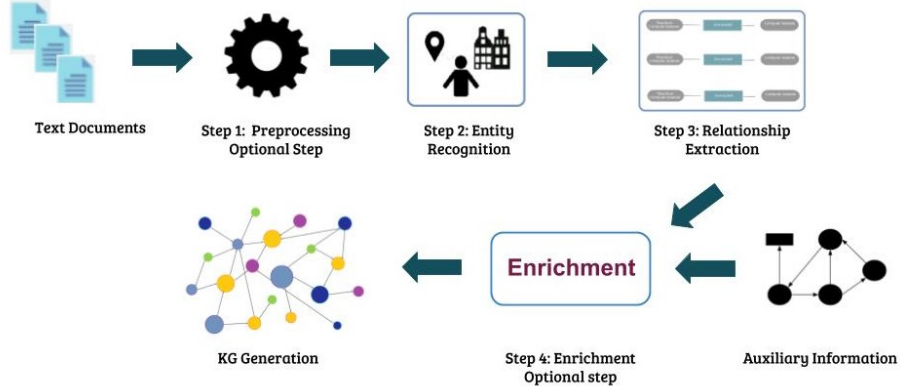 Text Documents
Step 1: Preprocessing
Optional Step
Step 2: Entity
Recognition
Step 3: Relationship
Extraction
Enrichment
KG Generation
Step 4: Enrichment
Optional step
Auxiliary Information